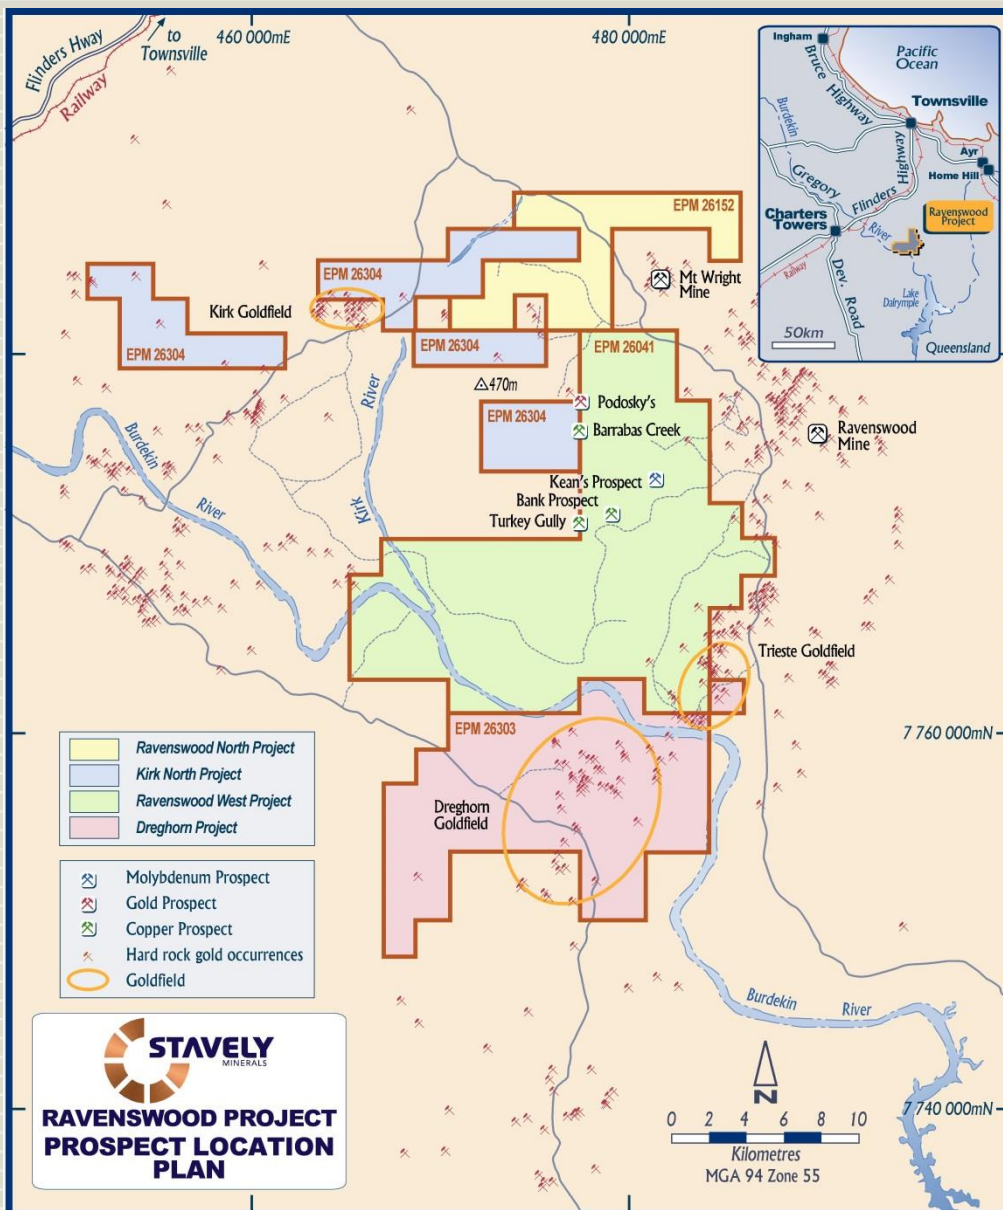 Flinders Hway
Railway
to
Townsville
460 000mE
480 000mE
Ingham
Bruce Highway
Pacific
Ocean
Burdekin
Townsville
Gregory
Flinders Highway
Ayr
Home Hill
Charters
Towers
River
Ravenswood
Project
Railway
Dev. Road
Lake
Dalrymple
50km
Queensland
EPM 26152
EPM 26304
Kirk Goldfield
Mt Wright
Mine
EPM 26304
EPM 26304
EPM 26041
470m
River
Podosky's
EPM 26304
Barrabas Creek
Ravenswood
Mine
Burdekin
River
Kirk
Kean's Prospect
Bank Prospect
Turkey Gully
Trieste Goldfield
EPM 26303
7 760 000mN
Dreghorn
Goldfield
Ravenswood North Project
Kirk North Project
Ravenswood West Project
Dreghorn Project
Molybdenum Prospect
Gold Prospect
Copper Prospect
Hard rock gold occurrences
Goldfield
Burdekin River
STAVELY
MINERALS
RAVENSWOOD PROJECT
PROSPECT LOCATION
PLAN
N
0 2 4 6 8 10
Kilometres
MGA 94 Zone 55
7 740 000mN